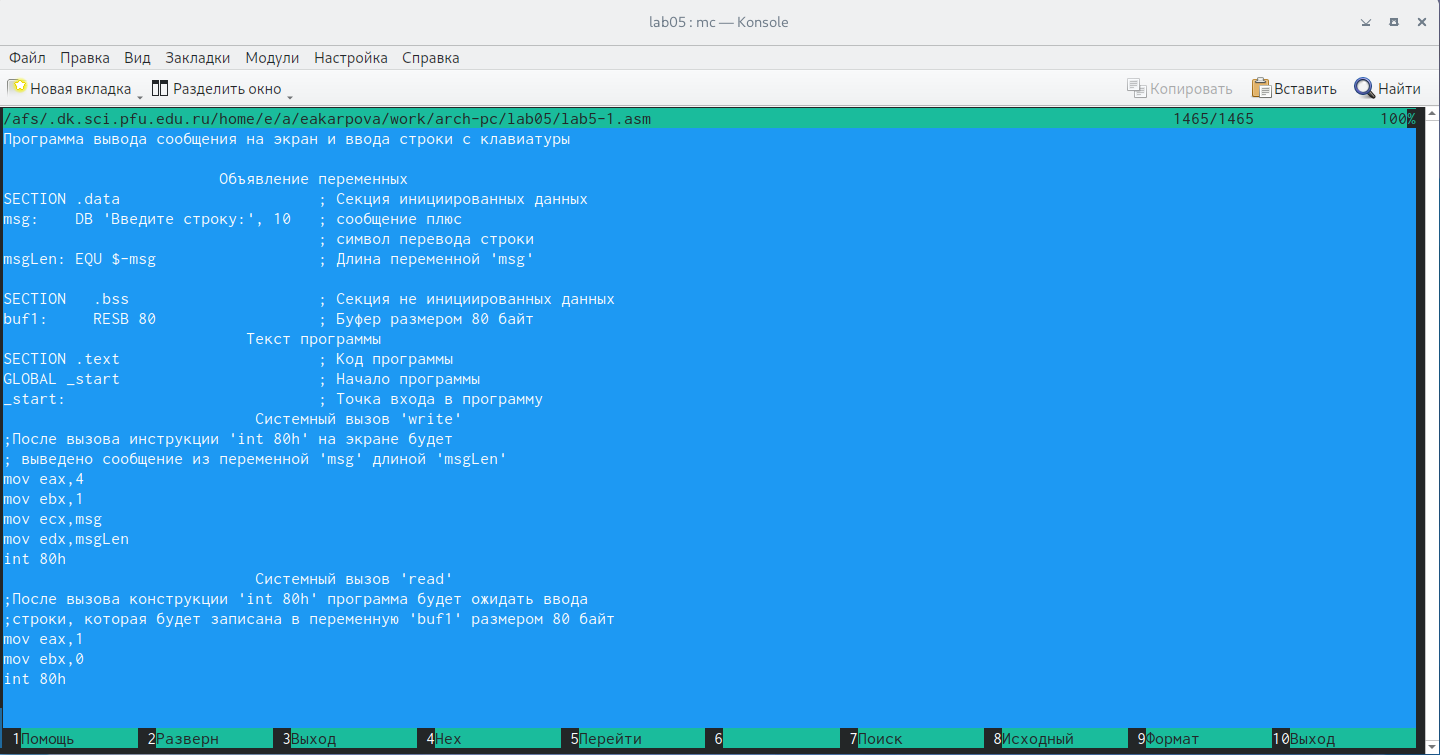 lab05 : mc — Konsole
Файл Правка Вид Закладки Модули Настройка Справка
Новая вкладка Разделить окно Копировать Вставить Найти
/afs/.dk.sci.pfu.edu.ru/home/e/a/eakarpova/work/arch-pc/lab05/lab5-1.asm 1465/1465 100%
Программа вывода сообщения на экран и ввода строки с клавиатуры
Объявление переменных
SECTION .data ; Секция инициированных данных
msg: DB 'Введите строку:', 10 ; сообщение плюс
; символ перевода строки
msgLen: EQU $-msg ; Длина переменной 'msg'
SECTION .bss ; Секция не инициированных данных
buf1: RESB 80 ; Буфер размером 80 байт
Текст программы
SECTION .text ; Код программы
GLOBAL _start ; Начало программы
_start: ; Точка входа в программу
Системный вызов 'write'
;После вызова инструкции 'int 80h' на экране будет
; выведено сообщение из переменной 'msg' длиной 'msgLen'
mov eax,4
mov ebx,1
mov ecx,msg
mov edx,msgLen
int 80h
Системный вызов 'read'
;После вызова конструкции 'int 80h' программа будет ожидать ввода
;строки, которая будет записана в переменную 'buf1' размером 80 байт
mov eax,1
mov ebx,0
int 80h
1Помощь 2Разверн 3Выход 4Hex 5Перейти 6 7Поиск 8Исходный 9Формат 10Выход